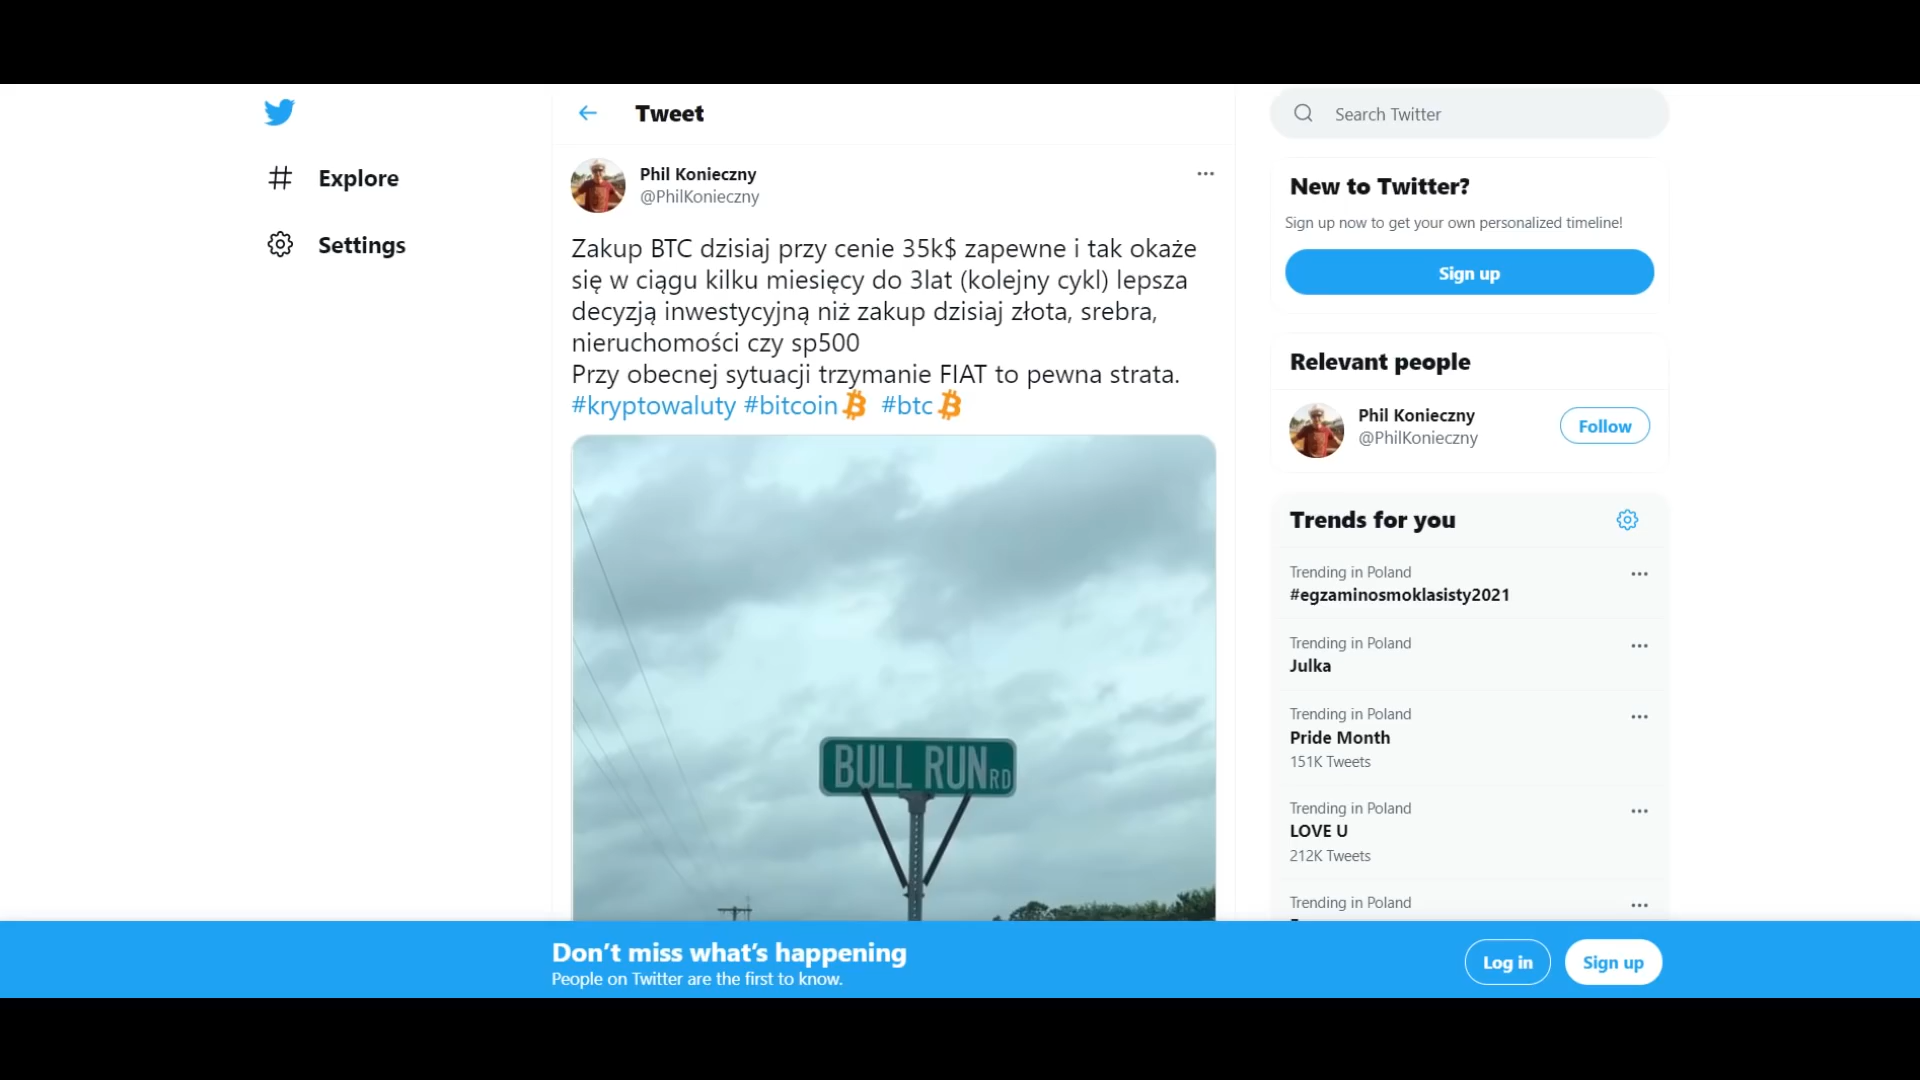 Tweet
Search Twitter
Explore
Settings
Phil Konieczny
@PhilKonieczny
Zakup BTC dzisiaj przy cenie 35k$ zapewne i tak okaże
się w ciągu kilku miesięcy do 3lat (kolejny cykl) lepsza
decyzją inwestycyjną niż zakup dzisiaj złota, srebra,
nieruchomości czy sp500
Przy obecnej sytuacji trzymanie FIAT to pewna strata.
#kryptowaluty #bitcoin #btc
BULL RUN RD
New to Twitter?
Sign up now to get your own personalized timeline!
Sign up
Relevant people
Phil Konieczny
@PhilKonieczny
Follow
Trends for you
Trending in Poland
#egzaminosmoklasisty2021
Trending in Poland
Julka
Trending in Poland
Pride Month
151K Tweets
Trending in Poland
LOVE U
212K Tweets
Trending in Poland
Don’t miss what’s happening
People on Twitter are the first to know.
Log in
Sign up